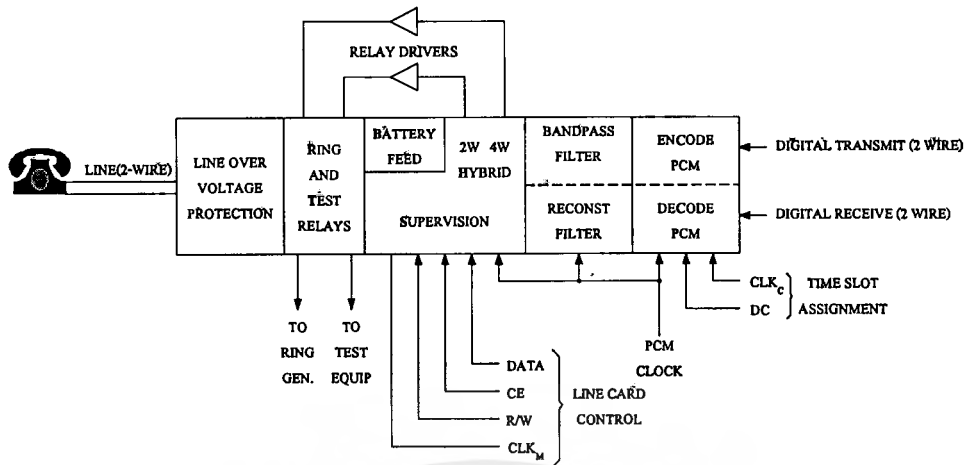 RELAY DRIVERS
LINE(2-WIRE)
LINE OVER
VOLTAGE
PROTECTION
RING
AND
TEST
RELAYS
BATTERY
FEED
2W 4W
HYBRID
SUPERVISION
BANDPASS
FILTER
RECONST
FILTER
ENCODE
PCM
DECODE
PCM
DIGITAL TRANSMIT (2 WIRE)
DIGITAL RECEIVE (2 WIRE)
CLKC
DC
TIME SLOT
ASSIGNMENT
TO
RING
GEN.
TO
TEST
EQUIP
PCM
CLOCK
DATA
CE
R/W
CLKM
LINE CARD
CONTROL